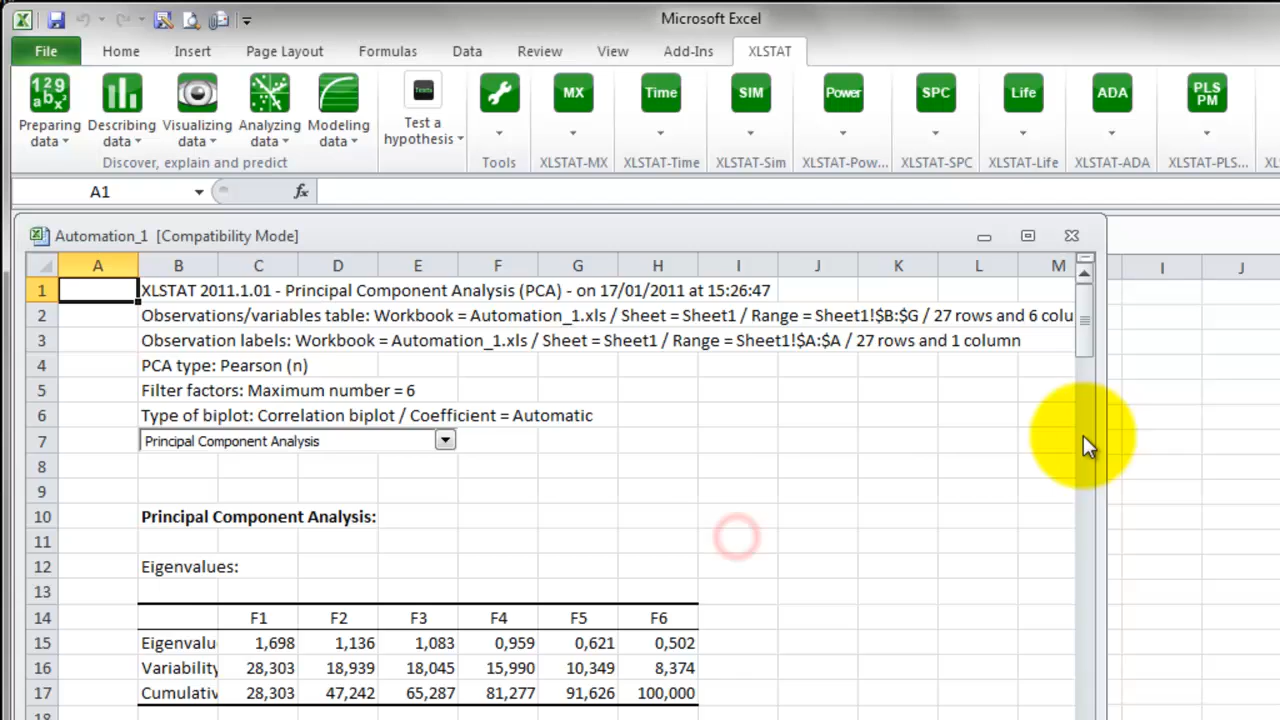 Microsoft Excel
File Home Insert Page Layout Formulas Data Review View Add-Ins XLSTAT
129 ab,x² Tests MX Time SIM Power SPC Life ADA PLS PM
Preparing data Describing data Visualizing data Analyzing data Modeling data Test a hypothesis
Discover, explain and predict Tools XLSTAT-MX XLSTAT-Time XLSTAT-Sim XLSTAT-Pow... XLSTAT-SPC XLSTAT-Life XLSTAT-ADA XLSTAT-PLS...
A1 fx
Automation_1 [Compatibility Mode]
A B C D E F G H I J K L M I J
1 XLSTAT 2011.1.01 - Principal Component Analysis (PCA) - on 17/01/2011 at 15:26:47
2 Observations/variables table: Workbook = Automation_1.xls / Sheet = Sheet1 / Range = Sheet1!$B:$G / 27 rows and 6 colu
3 Observation labels: Workbook = Automation_1.xls / Sheet = Sheet1 / Range = Sheet1!$A:$A / 27 rows and 1 column
4 PCA type: Pearson (n)
5 Filter factors: Maximum number = 6
6 Type of biplot: Correlation biplot / Coefficient = Automatic
7 Principal Component Analysis
8
9
10 Principal Component Analysis:
11
12 Eigenvalues:
13
14 F1 F2 F3 F4 F5 F6
15 Eigenvalu 1,698 1,136 1,083 0,959 0,621 0,502
16 Variability 28,303 18,939 18,045 15,990 10,349 8,374
17 Cumulativ 28,303 47,242 65,287 81,277 91,626 100,000
18